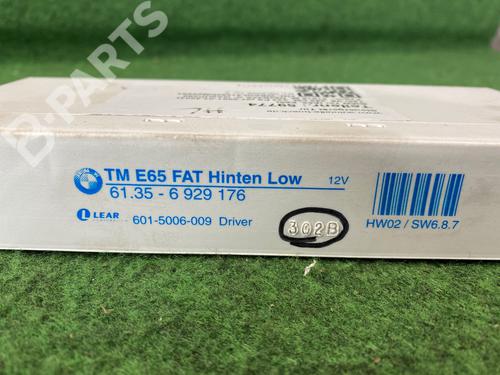 B-PARTS
59774
TM E65 FAT Hinten Low 12V
61.35 - 6 929 176
LEAR 601-5006-009 Driver
302B
HW02 / SW6.8.7